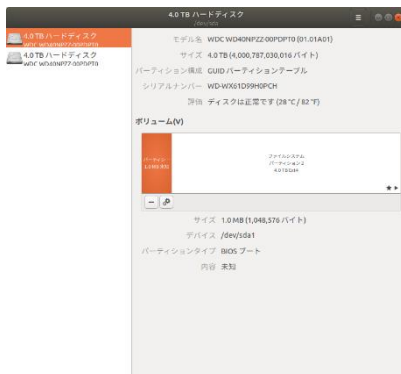 4.0 TB ハードディスク
/dev/sda
4.0 TB ハードディスク
WDC WD40NPZZ-00PDPT0
4.0 TB ハードディスク
WDC WD40NPZZ-00PDPT0
モデル名 WDC WD40NPZZ-00PDPT0 (01.01A01)
サイズ 4.0 TB (4,000,787,030,016 バイト)
パーティション構成 GUID パーティションテーブル
シリアルナンバー WD-WX61D99H0PCH
評価 ディスクは正常です (28 °C / 82 °F)
ボリューム(V)
パーティション
1.0 MB 未知
ファイルシステム
パーティション 2
4.0 TB Ext4
サイズ 1.0 MB (1,048,576 バイト)
デバイス /dev/sda1
パーティションタイプ BIOS ブート
内容 未知